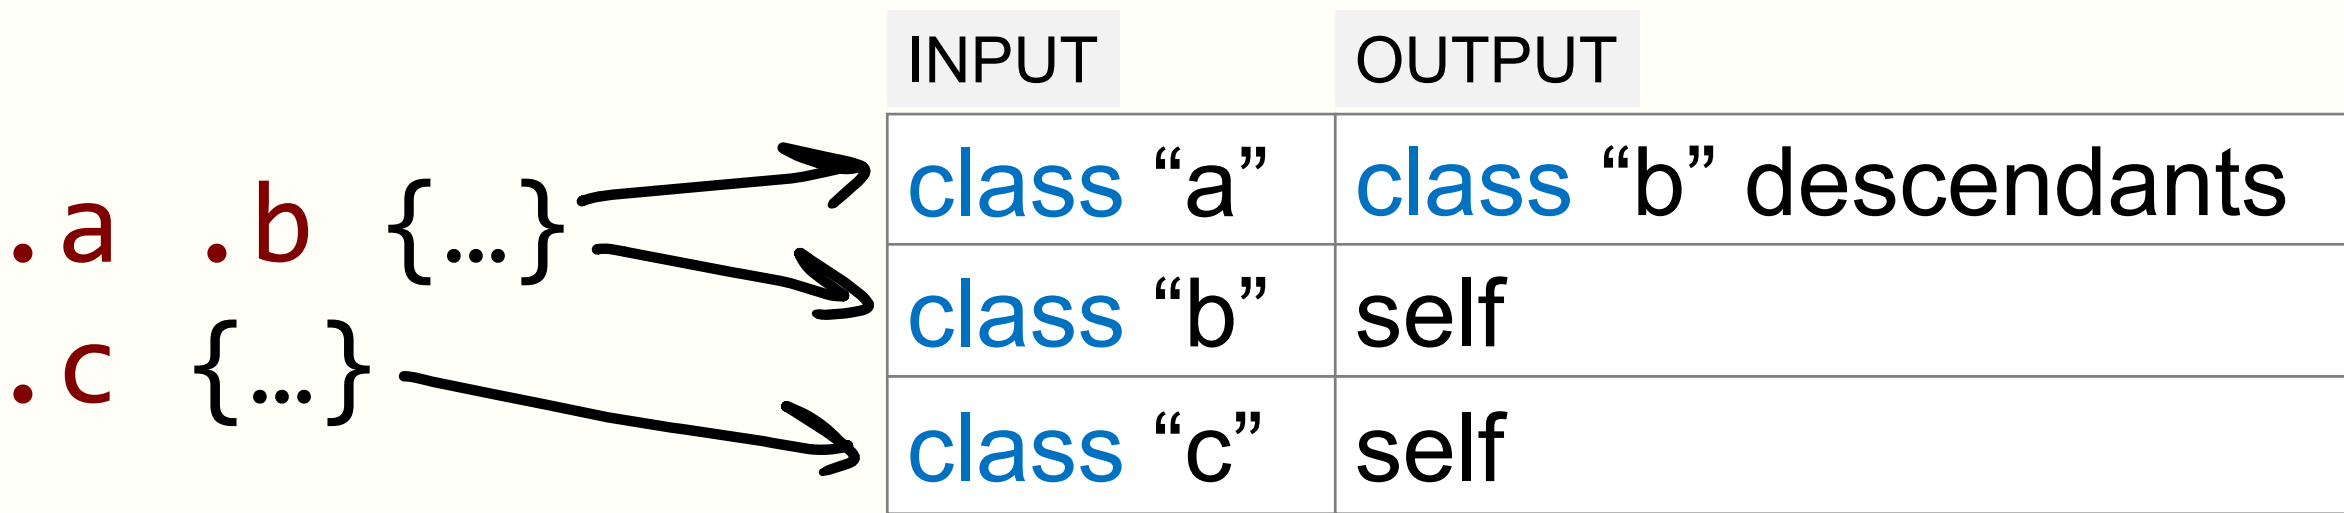 INPUT OUTPUT
.a .b {…} class “a” class “b” descendants
class “b” self
.c {…} class “c” self